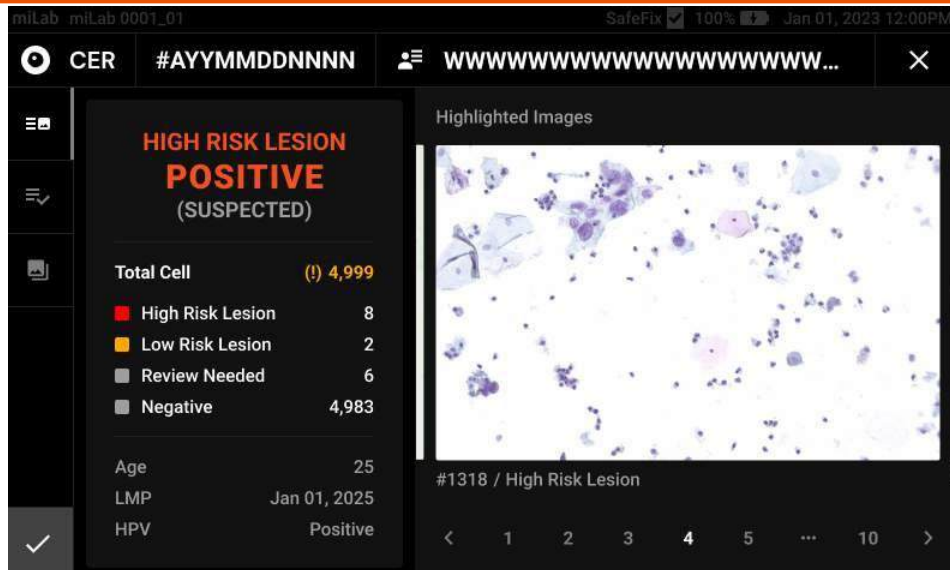 miLab miLab 0001_01 SafeFix 100% Jan 01, 2023 12:00PM
CER #AYYMMDDNNNN WWWWWWWWWWWWWWWWWWW...
HIGH RISK LESION
POSITIVE
(SUSPECTED)
Total Cell (!) 4,999
High Risk Lesion 8
Low Risk Lesion 2
Review Needed 6
Negative 4,983
Age 25
LMP Jan 01, 2025
HPV Positive
Highlighted Images
#1318 / High Risk Lesion
< 1 2 3 4 5 ... 10 >